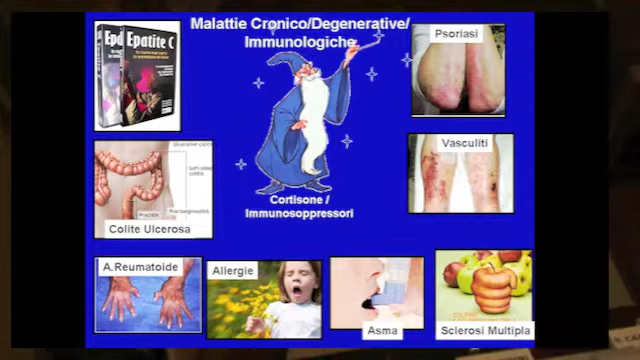 Malattie Cronico/Degenerative/
Immunologiche
Epatite C
Psoriasi
Vasculiti
Cortisone /
Immunosoppressori
Colite Ulcerosa
A.Reumatoide
Allergie
Asma
Sclerosi Multipla